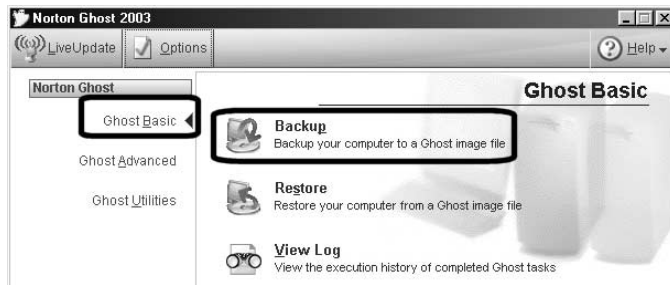 Norton Ghost 2003
LiveUpdate Options Help
Norton Ghost
Ghost Basic
Ghost Advanced
Ghost Utilities
Ghost Basic
Backup
Backup your computer to a Ghost image file
Restore
Restore your computer from a Ghost image file
View Log
View the execution history of completed Ghost tasks